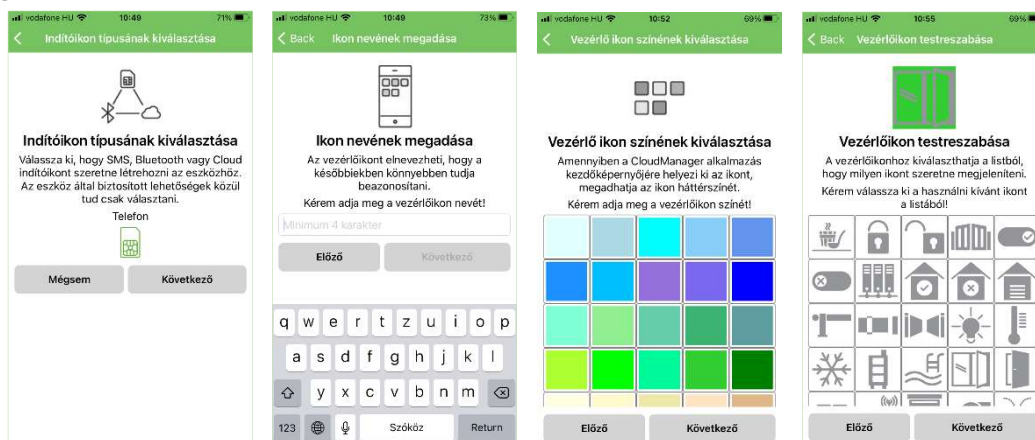 vodafone HU 10:49 71%
Indítóikon típusának kiválasztása
Indítóikon típusának kiválasztása
Válassza ki, hogy SMS, Bluetooth vagy Cloud
indítóikont szeretne létrehozni az eszközhöz.
Az eszköz által biztosított lehetőségek közül
tud csak választani.
Telefon
Mégsem
Következő
vodafone HU 10:49 73%
Back Ikon nevének megadása
Ikon nevének megadása
Az vezérlőikont elnevezheti, hogy a
későbbiekben könnyebben tudja
beazonosítani.
Kérem adja meg a vezérlőikon nevét!
Minimum 4 karakter
Előző
Következő
q w e r t z u i o p
a s d f g h j k l
y x c v b n m
123 Szóköz Return
vodafone HU 10:52 69%
Vezérlő ikon színének kiválasztása
Vezérlő ikon színének kiválasztása
Amennyiben a CloudManager alkalmazás
kezdőképernyőjére helyezi ki az ikont,
megadhatja az ikon háttérszínét.
Kérem adja meg a vezérlőikon színét!
Előző
Következő
vodafone HU 10:55 69%
Back Vezérlőikon testreszabása
Vezérlőikon testreszabása
A vezérlőikonhoz kiválaszthatja a listból,
hogy milyen ikont szeretne megjeleníteni.
Kérem válassza ki a használni kívánt ikont
a listából!
Előző
Következő